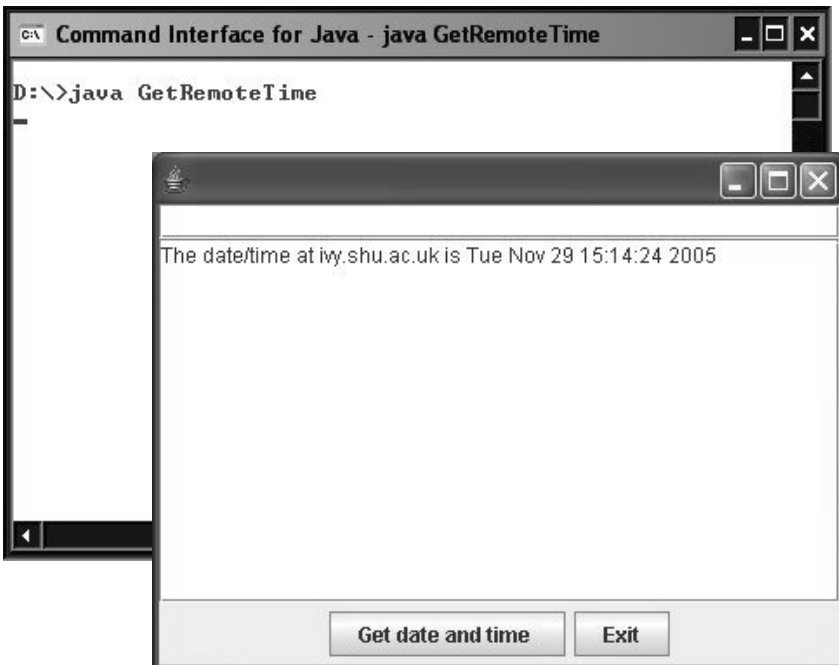 Command Interface for Java - java GetRemoteTime
D:\>java GetRemoteTime
The date/time at ivy.shu.ac.uk is Tue Nov 29 15:14:24 2005
Get date and time
Exit